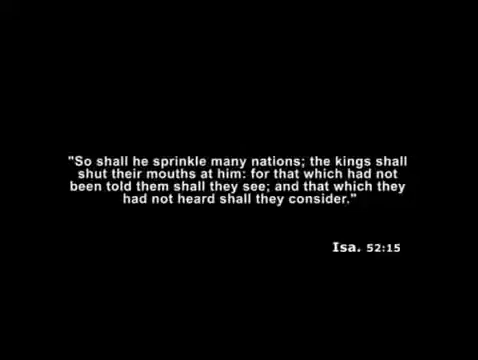 "So shall he sprinkle many nations; the kings shall
shut their mouths at him: for that which had not
been told them shall they see; and that which they
had not heard shall they consider."
Isa. 52:15